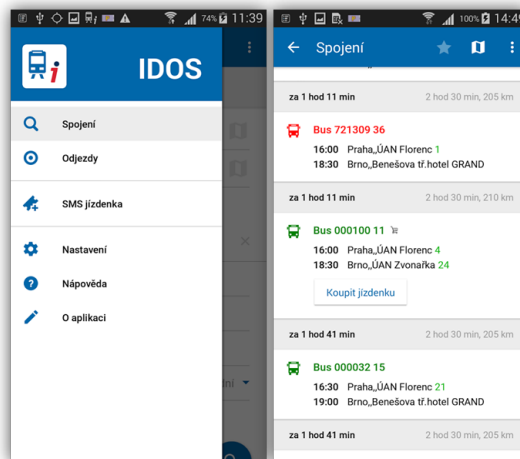 74% 11:39
IDOS
Spojení
Odjezdy
SMS jízdenka
Nastavení
Nápověda
O aplikaci
dní
100% 14:49
Spojení
za 1 hod 11 min 2 hod 30 min, 205 km
Bus 721309 36
16:00 Praha,,ÚAN Florenc 1
18:30 Brno,,Benešova tř.hotel GRAND
za 1 hod 11 min 2 hod 30 min, 210 km
Bus 000100 11
16:00 Praha,,ÚAN Florenc 4
18:30 Brno,,ÚAN Zvonařka 24
Koupit jízdenku
za 1 hod 41 min 2 hod 30 min, 205 km
Bus 000032 15
16:30 Praha,,ÚAN Florenc 21
19:00 Brno,,Benešova tř.hotel GRAND
za 1 hod 41 min 2 hod 30 min, 205 km